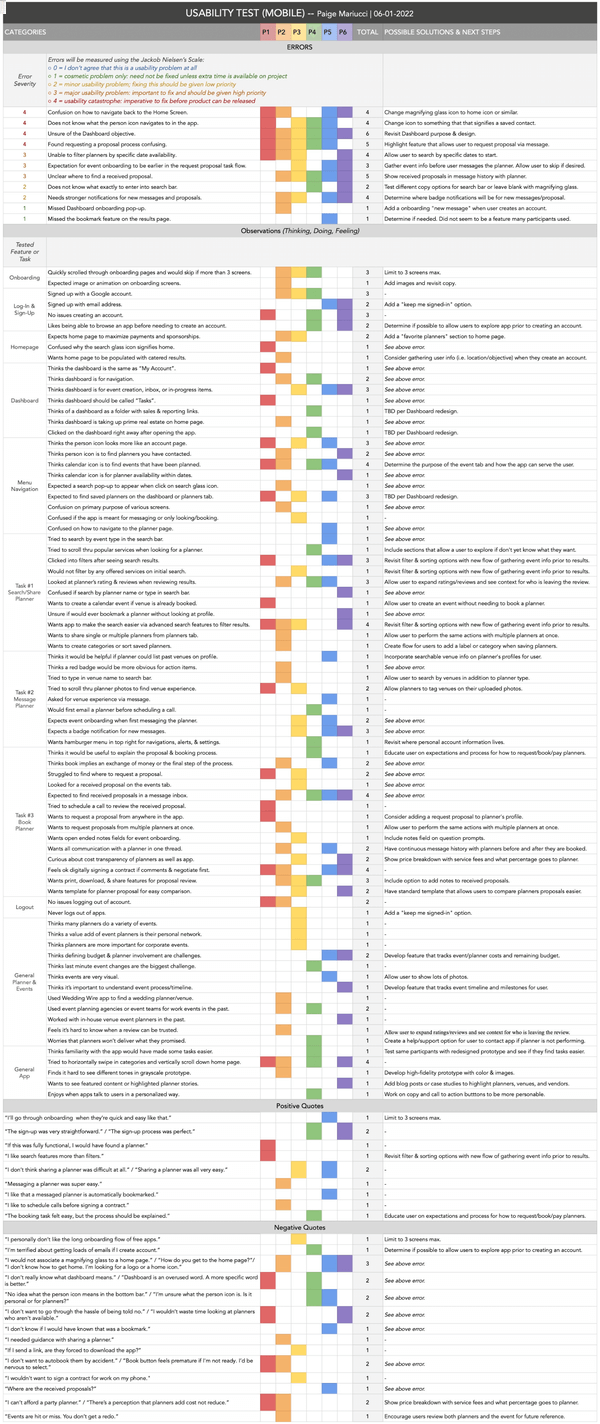 USABILITY TEST (MOBILE) -- Paige Mariucci | 06-01-2022
CATEGORIES P1 P2 P3 P4 P5 P6 TOTAL POSSIBLE SOLUTIONS & NEXT STEPS
ERRORS
Error Severity
Errors will be measured using the Jackob Nielsen's Scale:
0 = I don't agree that this is a usability problem at all
1 = cosmetic problem only: need not be fixed unless extra time is available on project
2 = minor usability problem; fixing this should be given low priority
3 = major usability problem: important to fix and should be given high priority
4 = usability catastrophe: imperative to fix before product can be released
4 Confusion on how to navigate back to the Home Screen. 4 Change magnifying glass icon to home icon or similar.
4 Does not know what the person icon navigates to in the app. 4 Change icon to something that that signifies a saved contact.
4 Unsure of the Dashboard objective. 6 Revisit Dashboard purpose & design.
4 Found requesting a proposal process confusing. 5 Highlight feature that allows user to request proposal via message.
3 Unable to filter planners by specific date availability. 4 Allow user to search by specific dates to start.
3 Expectation for event onboarding to be earlier in the request proposal task flow. 3 Gather event info before user messages the planner. Allow user to skip if desired.
3 Unclear where to find a received proposal. 5 Show received proposals in message history with planner.
2 Does not know what exactly to enter into search bar. 2 Test different copy options for search bar or leave blank with magnifying glass.
2 Needs stronger notifications for new messages and proposals. 4 Determine where badge notifications will be for new messages/proposal.
1 Missed Dashboard onboarding pop-up. 1 Add a onboarding "new message" when user creates an account.
1 Missed the bookmark feature on the results page. 1 Determine if needed. Did not seem to be a feature many participants used.
Observations (Thinking, Doing, Feeling)
Tested Feature or Task
Onboarding
Quickly scrolled through onboarding pages and would skip if more than 3 screens. 3 Limit to 3 screens max.
Expected image or animation on onboarding screens. 1 Add images and revisit copy.
Log-In & Sign-Up
Signed up with a Google account. 3 -
Signed up with email address. 2 Add a "keep me signed-in" option.
No issues creating an account. 3 -
Likes being able to browse an app before needing to create an account. 2 Determine if possible to allow users to explore app prior to creating an account.
Homepage
Expects home page to maximize payments and sponsorships. 2 Add a "favorite planners" section to home page.
Confused why the search glass icon signifies home. 1 See above error.
Wants home page to be populated with catered results. 1 Consider gathering user info (i.e. location/objective) when they create an account.
Dashboard
Thinks the dashboard is the same as "My Account". 1 See above error.
Thinks dashboard is for navigation. 2 See above error.
Thinks dashboard is for event creation, inbox, or in-progress items. 3 See above error.
Thinks dashboard should be called "Tasks". 1 See above error.
Thinks of a dashboard as a folder with sales & reporting links. 1 TBD per Dashboard redesign.
Thinks the dashboard is taking up prime real estate on home page. 1 See above error.
Clicked on the dashboard right away after opening the app. 1 TBD per Dashboard redesign.
Menu Navigation
Thinks the person icon looks more like an account page. 3 See above error.
Thinks person icon is to find planners you have contacted. 2 See above error.
Thinks calendar icon is to find events that have been planned. 4 Determine the purpose of the event tab and how the app can serve the user.
Thinks calendar icon is for planner availability within dates. 1 See above error.
Expected a search pop-up to appear when click on search glass icon. 1 See above error.
Expected to find saved planners on the dashboard or planners tab. 3 TBD per Dashboard redesign.
Confusion on primary purpose of various screens. 1 See above error.
Confused if the app is meant for messaging or only looking/booking. 1 -
Confused on how to navigate to the planner page. 1 See above error.
Task #1 Search/Share Planner
Tried to search by event type in the search bar. 1 See above error.
Tried to scroll thru popular services when looking for a planner. 1 Include sections that allow a user to explore if don't yet know what they want.
Clicked into filters after seeing search results. 3 Revisit filter & sorting options with new flow of gathering event info prior to results.
Would not filter by any offered services on initial search. 1 Revisit filter & sorting options with new flow of gathering event info prior to results.
Looked at planner's rating & reviews when reviewing results. 3 Allow user to expand ratings/reviews and see context for who is leaving the review.
Confused if search by planner name or type in search bar. 1 See above error.
Wants to create a calendar event if venue is already booked. 1 Allow user to create an event without needing to book a planner.
Unsure if would ever bookmark a planner without looking at profile. 1 See above error.
Wants app to make the search easier via advanced search features to filter results. 4 Revisit filter & sorting options with new flow of gathering event info prior to results.
Wants to share single or multiple planners from planners tab. 1 Allow user to perform the same actions with multiple planners at once.
Wants to create categories or sort saved planners. 1 Create flow for users to add a label or category when saving planners.
Task #2 Message Planner
Thinks it would be helpful if planner could list past venues on profile. 1 Incorporate searchable venue info on planner's profiles for user.
Thinks a red badge would be more obvious for action items. 1 See above error.
Tried to type in venue name to search bar. 1 Allow user to search by venues in addition to planner type.
Tried to scroll thru planner photos to find venue experience. 2 Allow planners to tag venues on their uploaded photos.
Asked for venue experience via message. 1 -
Would first email a planner before scheduling a call. 1 -
Expects event onboarding when first messaging the planner. 2 See above error.
Expects a badge notification for new messages. 3 See above error.
Wants hamburger menu in top right for navigation, alerts, & settings. 1 Revisit where personal account information lives.
Task #3 Book Planner
Thinks it would be useful to explain the proposal & booking process. 1 Educate user on expectations and process for how to request/book/pay planners.
Thinks book implies an exchange of money or the final step of the process. 2 See above error.
Struggled to find where to request a proposal. 2 See above error.
Looked for a received proposal on the events tab. 1 See above error.
Expected to find received proposals in a message inbox. 4 See above error.
Tried to schedule a call to review the received proposal. 1 -
Wants to request a proposal from anywhere in the app. 1 Consider adding a request proposal to planner's profile.
Wants to request proposals from multiple planners at once. 1 Allow user to perform the same actions with multiple planners at once.
Wants open ended notes fields for event onboarding. 1 Include notes field on question prompts.
Wants all communication with a planner in one thread. 2 Have continuous message history with planners before and after they are booked.
Curious about cost transparency of planners as well as app. 2 Show price breakdown with service fees and what percentage goes to planner.
Feels ok digitally signing a contract if comments & negotiate first. 4 -
Wants print, download, & share features for proposal review. 3 Include option to add notes to received proposals.
Wants template for planner proposal for easy comparison. 2 Have standard template that allows users to compare planners proposals easier.
Logout
No issues logging out of account. 2 -
Never logs out of apps. 1 Add a "keep me signed-in" option.
General Planner & Events
Thinks many planners do a variety of events. 1 -
Thinks a value add of event planners is their personal network. 1 -
Thinks planners are more important for corporate events. 1 -
Thinks defining budget & planner involvement are challenges. 2 Develop feature that tracks event/planner costs and remaining budget.
Thinks last minute event changes are the biggest challenge. 1 -
Thinks events are very visual. 1 Allow user to show lots of photos.
Thinks it's important to understand event process/timeline. 1 Develop feature that tracks event timeline and milestones for user.
Used Wedding Wire app to find a wedding planner/venue. 1 -
Used event planning agencies or event teams for work events in the past. 2 -
Worked with in-house venue event planners in the past. 1 -
General App
Feels it's hard to know when a review can be trusted. 1 Allow user to expand ratings/reviews and see context for who is leaving the review.
Worries that planners won't deliver what they promised. 1 Create a help/support option for user to contact app if planner is not performing.
Thinks familiarity with the app would have made some tasks easier. 1 Test same participants with redesigned prototype and see if they find tasks easier.
Tried to horizontally swipe in categories and vertically scroll down home page. 4 -
Finds it hard to see different tones in grayscale prototype. 1 Develop high-fidelity prototype with color & images.
Wants to see featured content or highlighted planner stories. 1 Add blog posts or case studies to highlight planners, venues, and vendors.
Enjoys when apps talk to users in a personalized way. 1 Work on copy and call to action butttons to be more personable.
Positive Quotes
"I'll go through onboarding when they're quick and easy like that." 1 Limit to 3 screens max.
"The sign-up was very straightforward." / "The sign-up process was perfect." 2 -
"If this was fully functional, I would have found a planner." 1 -
"I like search features more than filters." 1 Revisit filter & sorting options with new flow of gathering event info prior to results.
"I don't think sharing a planner was difficult at all." / "Sharing a planner was all very easy." 2 -
"Messaging a planner was super easy." 1 -
"I like that a messaged planner is automatically bookmarked." 1 -
"I like to schedule calls before signing a contract." 1 -
"The booking task felt easy, but the process should be explained." 1 Educate user on expectations and process for how to request/book/pay planners.
Negative Quotes
"I personally don't like the long onboarding flow of free apps." 1 Limit to 3 screens max.
"I'm terrified about getting loads of emails if I create account." 1 Determine if possible to allow users to explore app prior to creating an account.
"I would not associate a magnifying glass to a home page." / "How do you get to the home page?"/
"I don't know how to get home. I'm looking for a logo or a home icon." 3 See above error.
"I don't really know what dashboard means." / "Dashboard is an overused word. A more specific word
is better." 2 See above error.
"No idea what the person icon means in the bottom bar." / "I'm unsure what the person icon is. Is it
personal or for planners?" 2 See above error.
"I don't want to go through the hassle of being told no." / "I wouldn't waste time looking at planners
who aren't available." 2 See above error.
"I don't know if I would have known that was a bookmark." 1 See above error.
"I needed guidance with sharing a planner." 1 -
"If I send a link, are they forced to download the app?" 1 -
"I don't want to autobook them by accident." / "Book button feels premature if I'm not ready. I'd be
nervous to select." 2 See above error.
"I wouldn't want to sign a contract for work on my phone." 1 -
"Where are the received proposals?" 1 See above error.
"I can't afford a party planner." / "There's a perception that planners add cost not reduce." 2 Show price breakdown with service fees and what percentage goes to planner.
"Events are hit or miss. You don't get a redo." 1 Encourage users review both planners and the event for future reference.